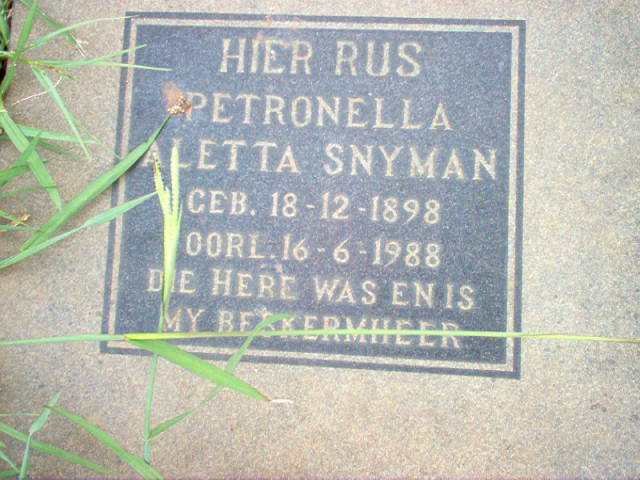 HIER RUS
PETRONELLA
ALETTA SNYMAN
GEB. 18-12-1898
OORL. 16-6-1988
DIE HERE WAS EN IS
MY BESKERMHEER